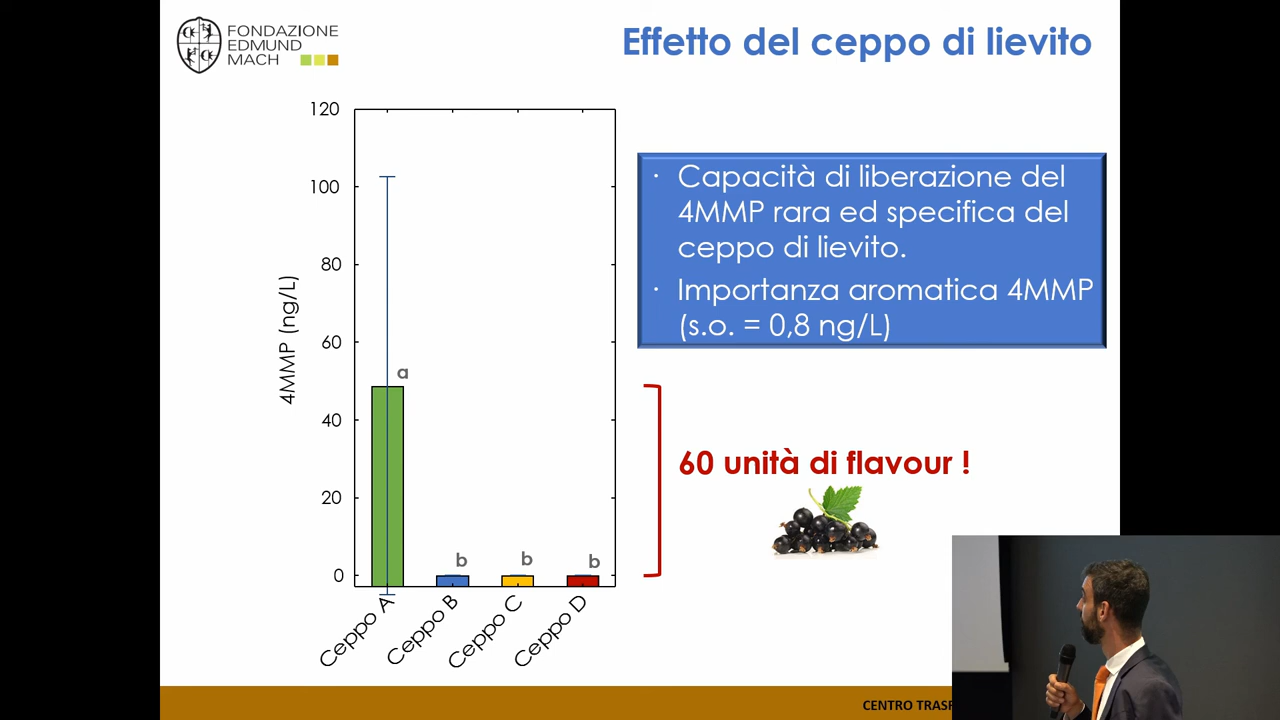 FONDAZIONE
EDMUND
MACH
Effetto del ceppo di lievito
120
100
80
60
40
20
0
4MMP (ng/L)
a
b
b
b
Ceppo A
Ceppo B
Ceppo C
Ceppo D
· Capacità di liberazione del
4MMP rara ed specifica del
ceppo di lievito.
· Importanza aromatica 4MMP
(s.o. = 0,8 ng/L)
60 unità di flavour !
CENTRO